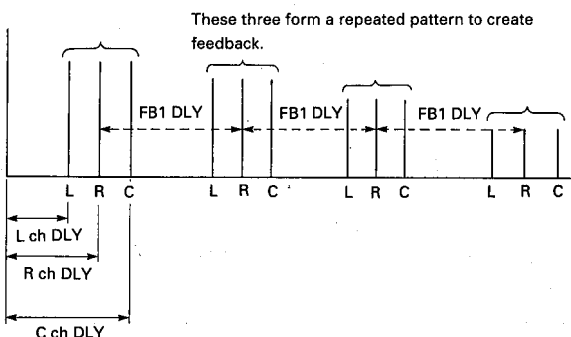 These three form a repeated pattern to create
feedback.
FB1 DLY FB1 DLY FB1 DLY
L R C L R C L R C L R C
L ch DLY
R ch DLY
C ch DLY